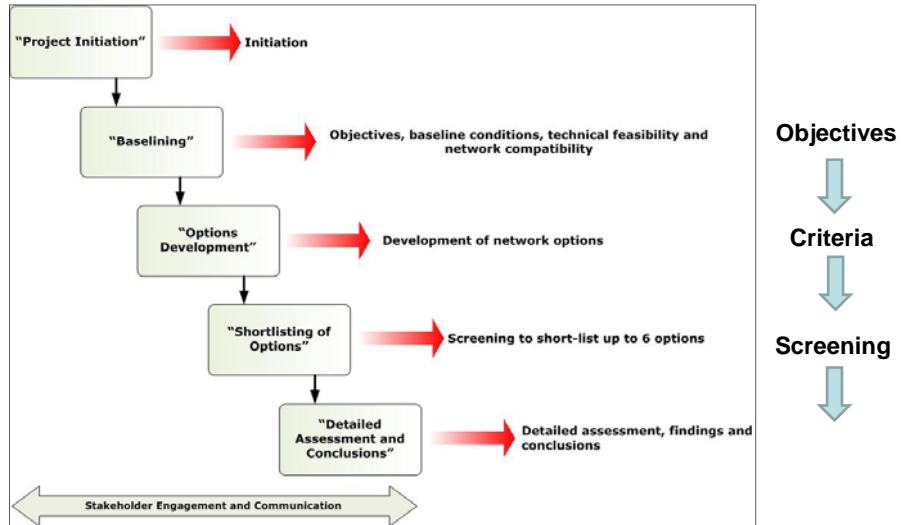 “Project Initiation”
Initiation
“Baselining”
Objectives, baseline conditions, technical feasibility and
network compatibility
“Options
Development”
Development of network options
“Shortlisting of
Options”
Screening to short-list up to 6 options
“Detailed
Assessment and
Conclusions”
Detailed assessment, findings and
conclusions
Stakeholder Engagement and Communication
Objectives
Criteria
Screening